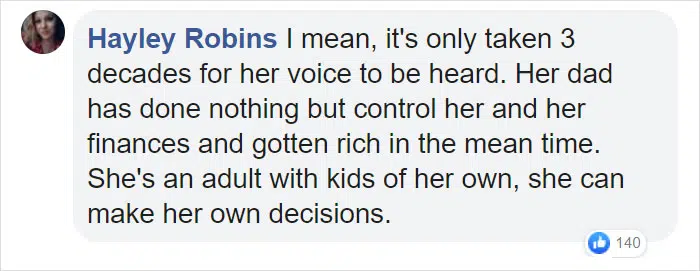 Hayley Robins I mean, it's only taken 3
decades for her voice to be heard. Her dad
has done nothing but control her and her
finances and gotten rich in the mean time.
She's an adult with kids of her own, she can
make her own decisions.
140